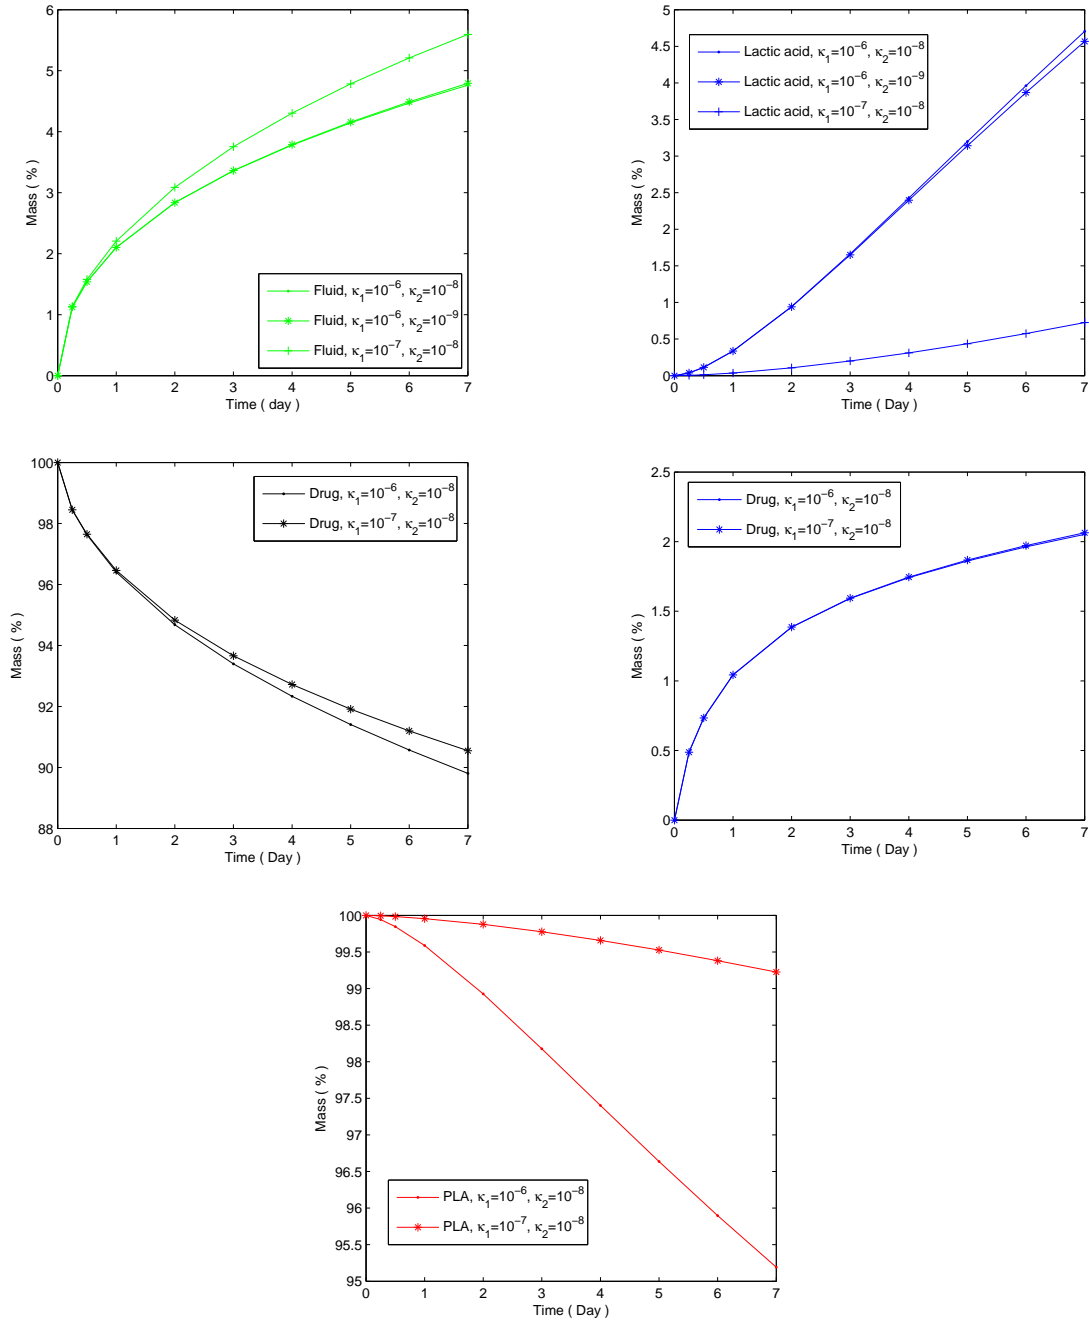 6
5
4
3
2
1
0
Mass ( % )
Fluid, κ1=10−6, κ2=10−8
Fluid, κ1=10−6, κ2=10−9
Fluid, κ1=10−7, κ2=10−8
0 1 2 3 4 5 6 7
Time ( day )
5
4.5
4
3.5
3
2.5
2
1.5
1
0.5
0
Mass ( % )
Lactic acid, κ1=10−6, κ2=10−8
Lactic acid, κ1=10−6, κ2=10−9
Lactic acid, κ1=10−7, κ2=10−8
0 1 2 3 4 5 6 7
Time ( Day )
100
98
96
94
92
90
88
Mass ( % )
Drug, κ1=10−6, κ2=10−8
Drug, κ1=10−7, κ2=10−8
0 1 2 3 4 5 6 7
Time ( Day )
2.5
2
1.5
1
0.5
0
Mass ( % )
Drug, κ1=10−6, κ2=10−8
Drug, κ1=10−7, κ2=10−8
0 1 2 3 4 5 6 7
Time ( Day )
100
99.5
99
98.5
98
97.5
97
96.5
96
95.5
95
Mass ( % )
PLA, κ1=10−6, κ2=10−8
PLA, κ1=10−7, κ2=10−8
0 1 2 3 4 5 6 7
Time ( Day )